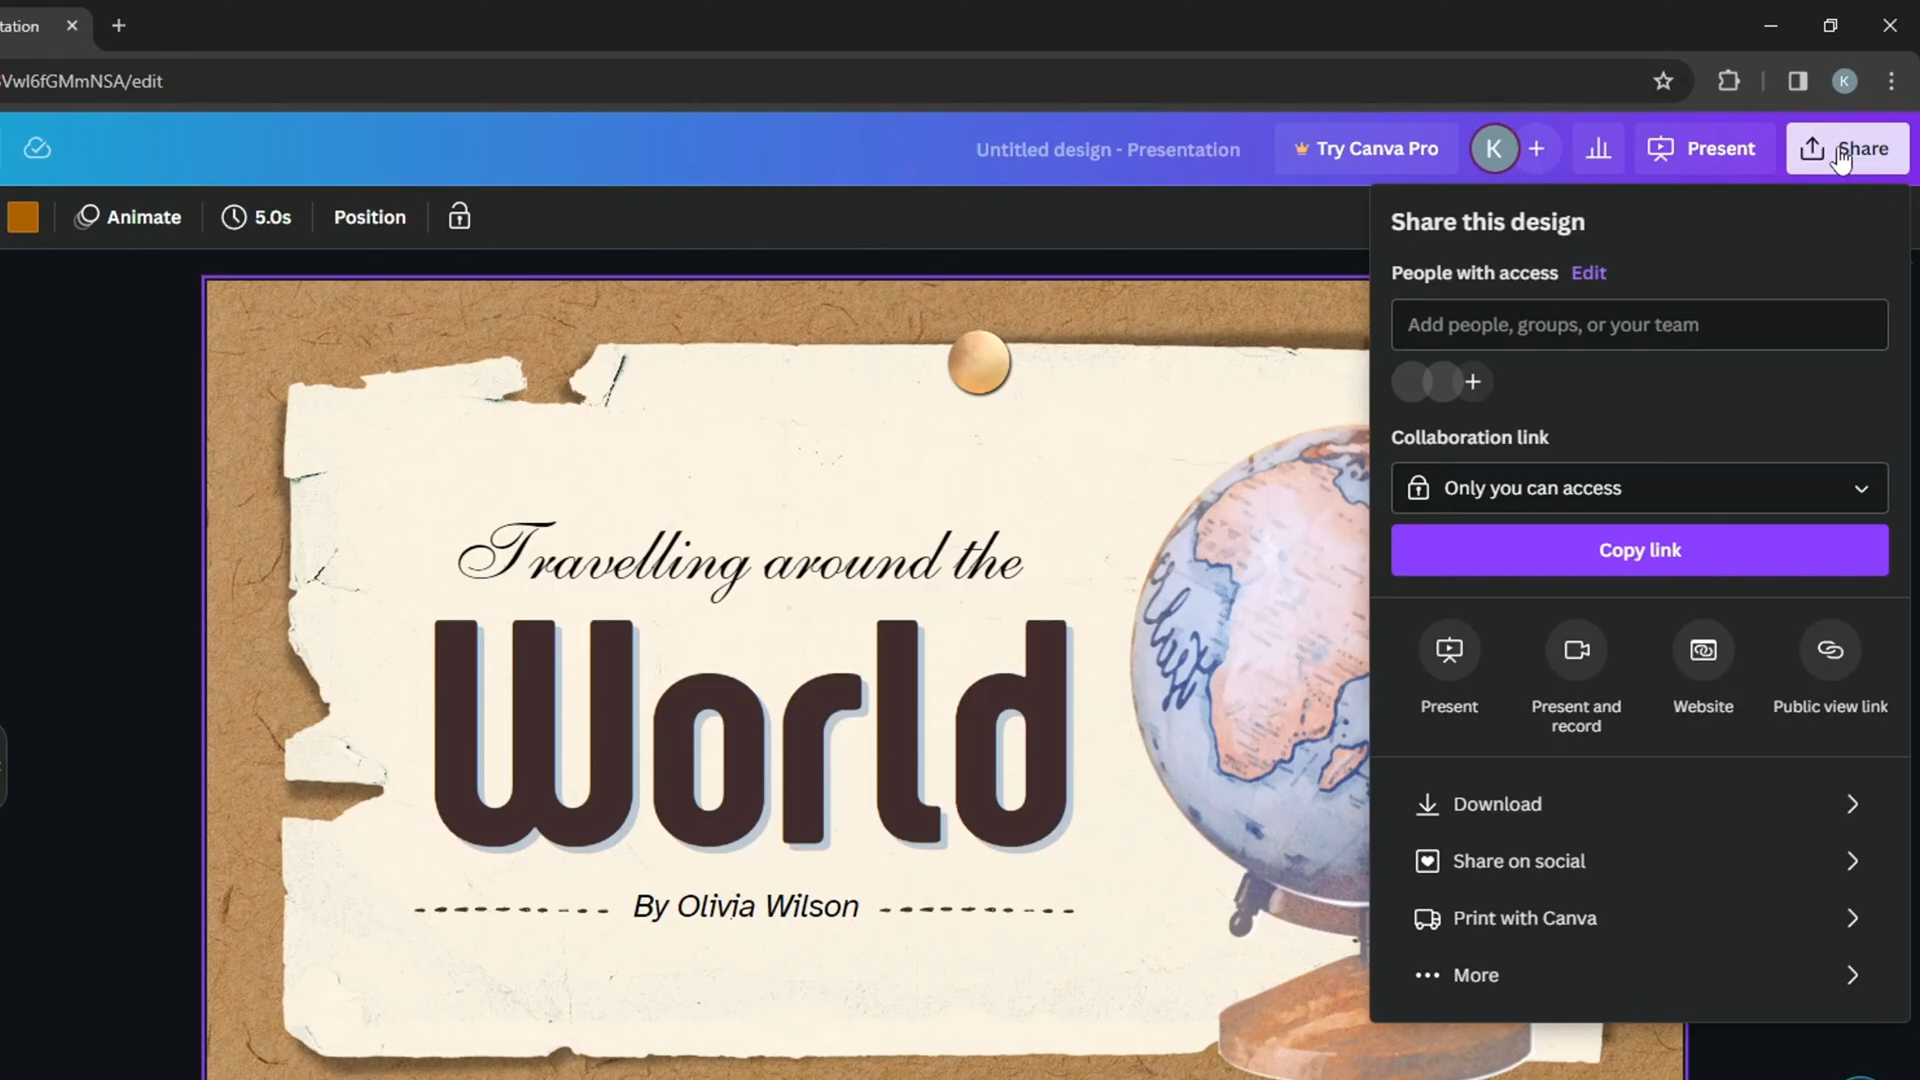 tation
Vwl6fGMmNSA/edit
K
Untitled design - Presentation
Try Canva Pro
K
Present
Share
Animate
5.0s
Position
Share this design
People with access Edit
Add people, groups, or your team
Collaboration link
Only you can access
Copy link
Present
Present and
record
Website
Public view link
Download
Share on social
Print with Canva
More
Travelling around the
World
By Olivia Wilson